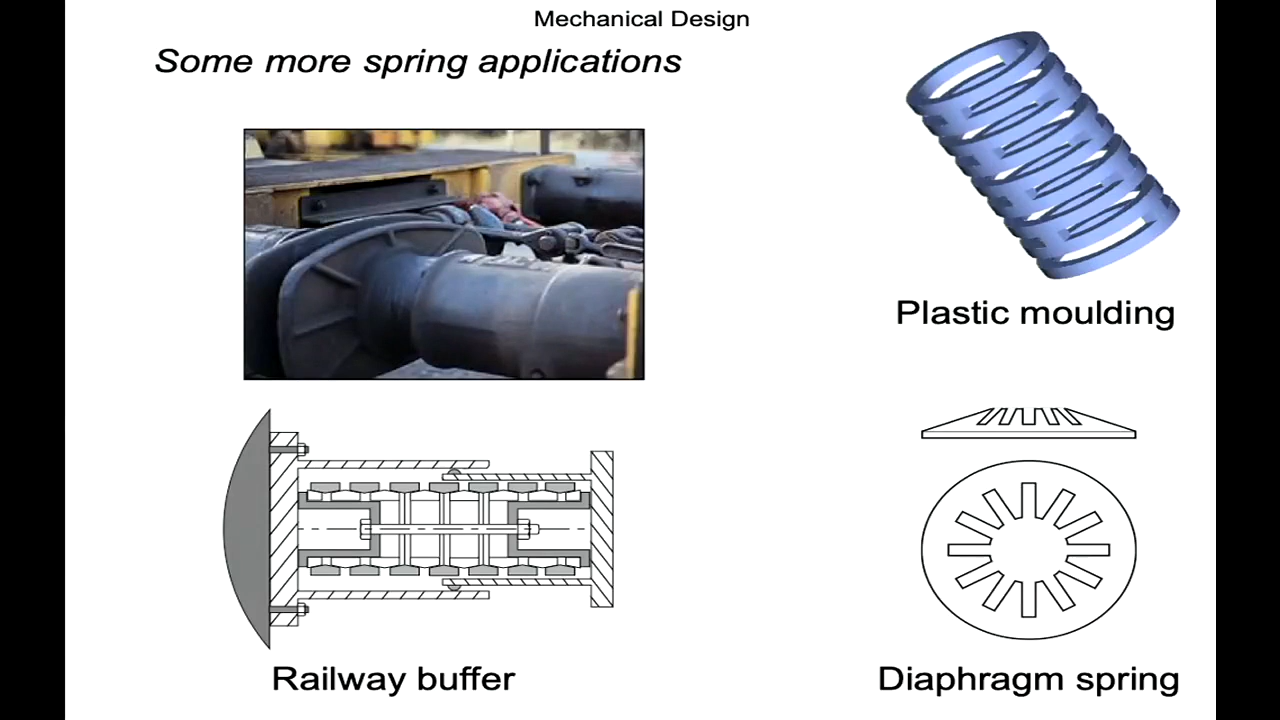 Mechanical Design
Some more spring applications
Plastic moulding
Railway buffer
Diaphragm spring